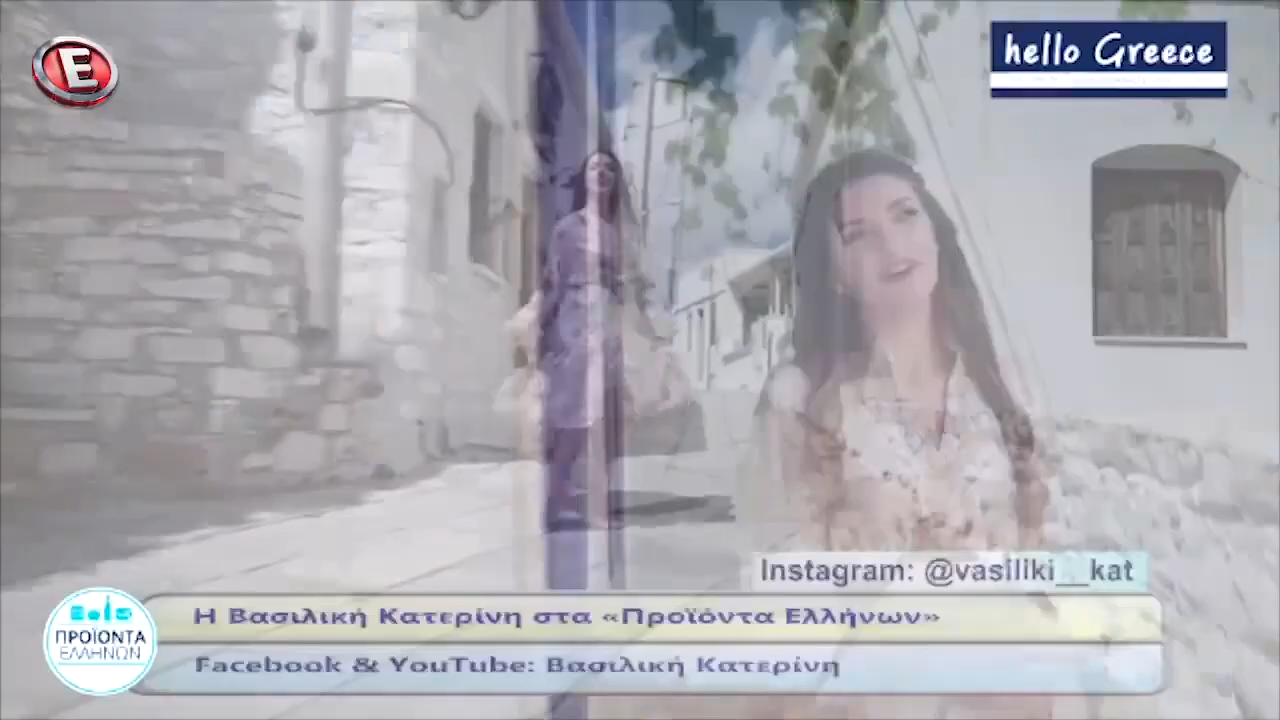 E
hello Greece
Instagram: @vasiliki__kat
Η Βασιλική Κατερίνη στα «Προϊόντα Ελλήνων»
Facebook & YouTube: Βασιλική Κατερίνη
ΠΡΟΪΟΝΤΑ
ΕΛΛΗΝΩΝ